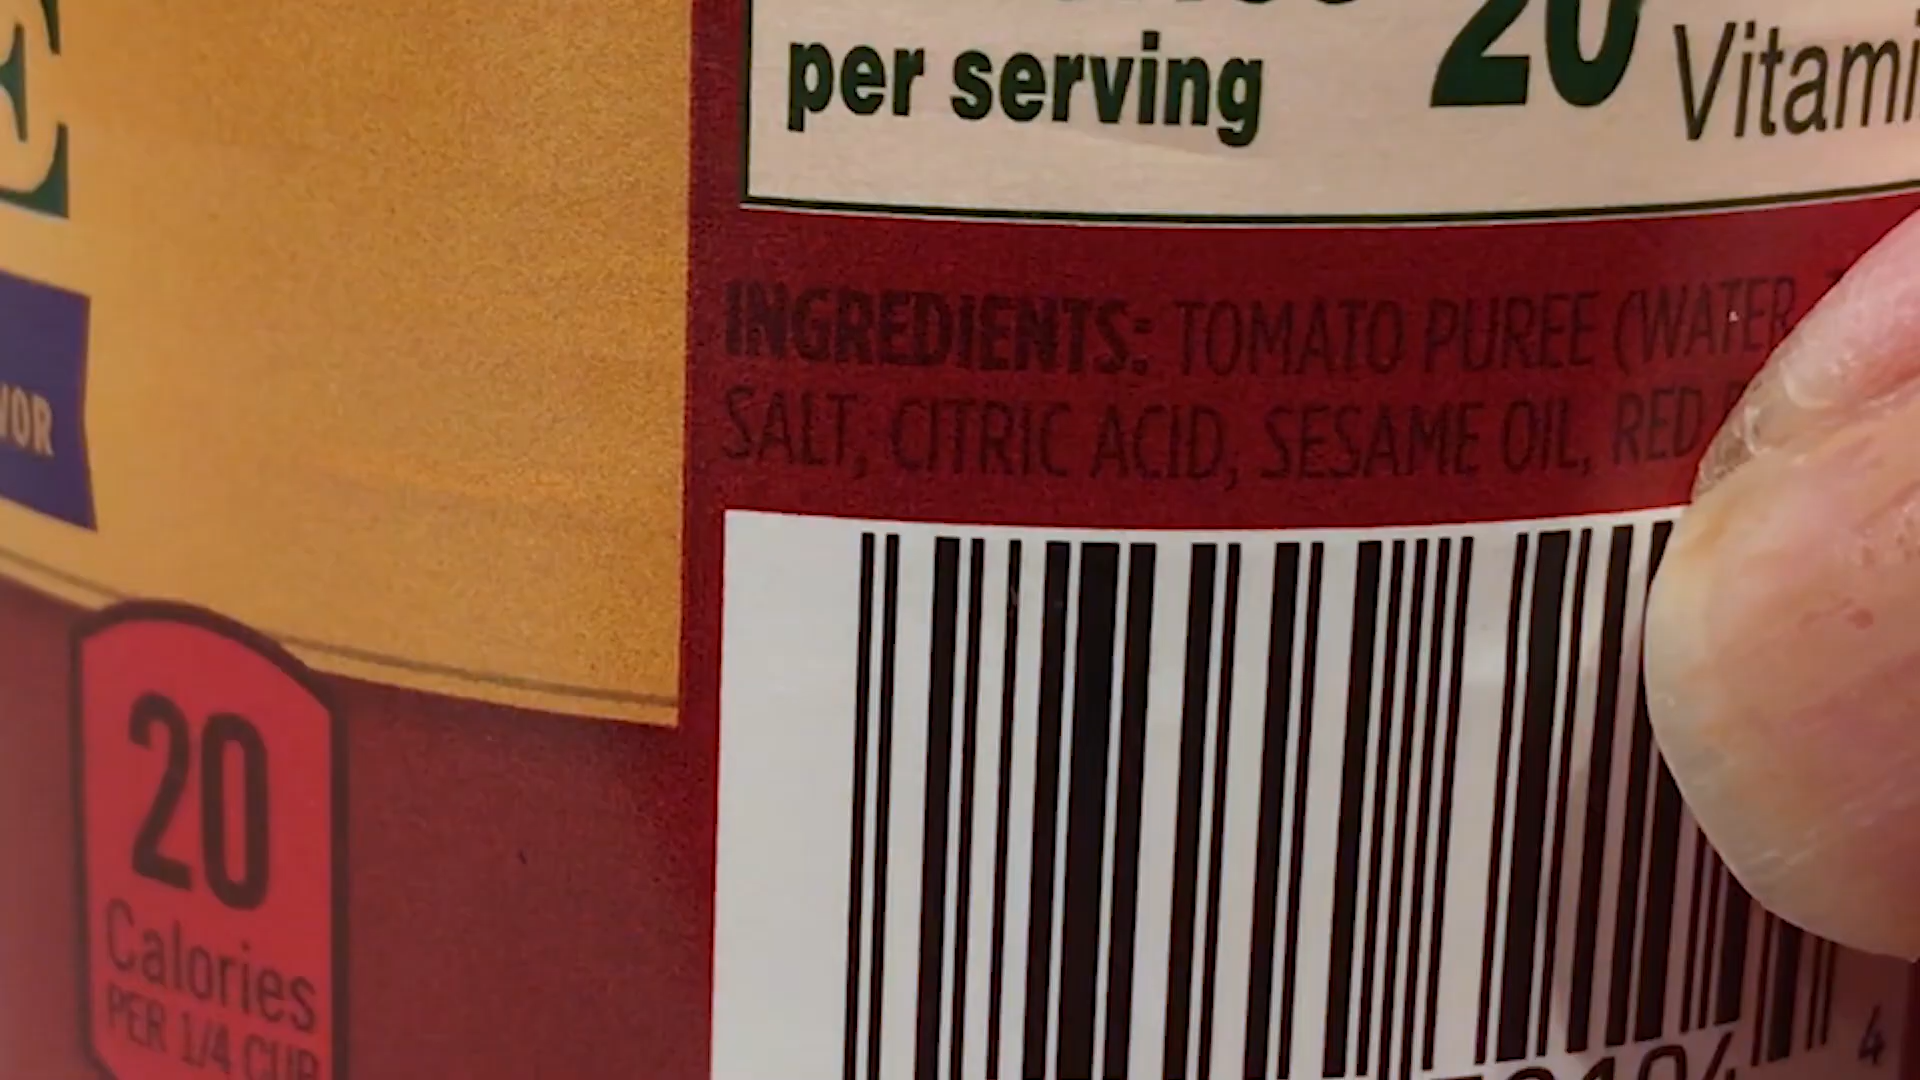 per serving
20
Vitami
INGREDIENTS: TOMATO PUREE (WATER,
SALT, CITRIC ACID, SESAME OIL, RED
VOR
20
Calories
PER 1/4 CUP
4